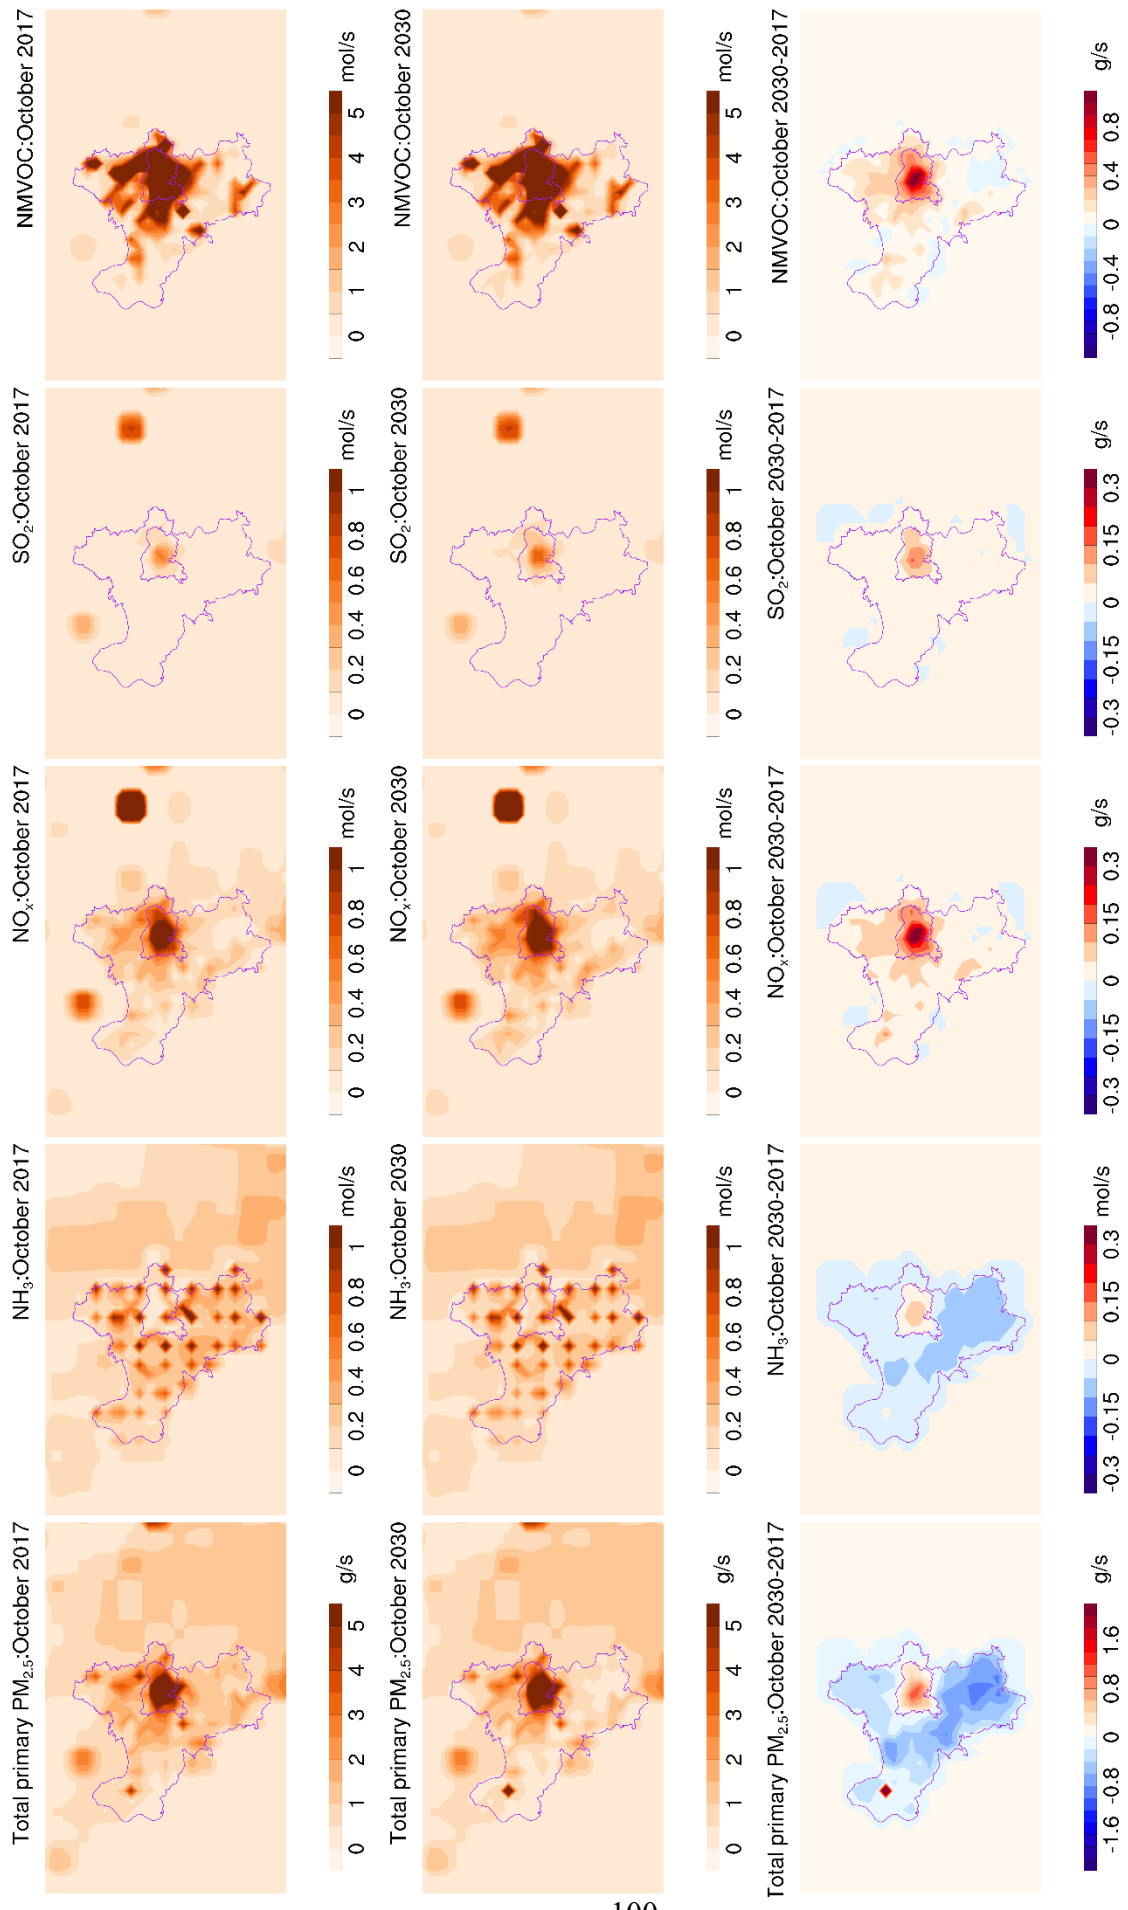 Total primary PM₂.₅:October 2017
0 1 2 3 4 5 g/s
NH₃:October 2017
0 0.2 0.4 0.6 0.8 1 mol/s
NOₓ:October 2017
0 0.2 0.4 0.6 0.8 1 mol/s
SO₂:October 2017
0 0.2 0.4 0.6 0.8 1 mol/s
NMVOC:October 2017
0 1 2 3 4 5 mol/s
Total primary PM₂.₅:October 2030
0 1 2 3 4 5 g/s
NH₃:October 2030
0 0.2 0.4 0.6 0.8 1 mol/s
NOₓ:October 2030
0 0.2 0.4 0.6 0.8 1 mol/s
SO₂:October 2030
0 0.2 0.4 0.6 0.8 1 mol/s
NMVOC:October 2030
0 1 2 3 4 5 mol/s
Total primary PM₂.₅:October 2030-2017
-1.6 -0.8 0 0.8 1.6 g/s
NH₃:October 2030-2017
-0.3 -0.15 0 0.15 0.3 mol/s
NOₓ:October 2030-2017
-0.3 -0.15 0 0.15 0.3 g/s
SO₂:October 2030-2017
-0.3 -0.15 0 0.15 0.3 g/s
NMVOC:October 2030-2017
-0.8 -0.4 0 0.4 0.8 g/s
100